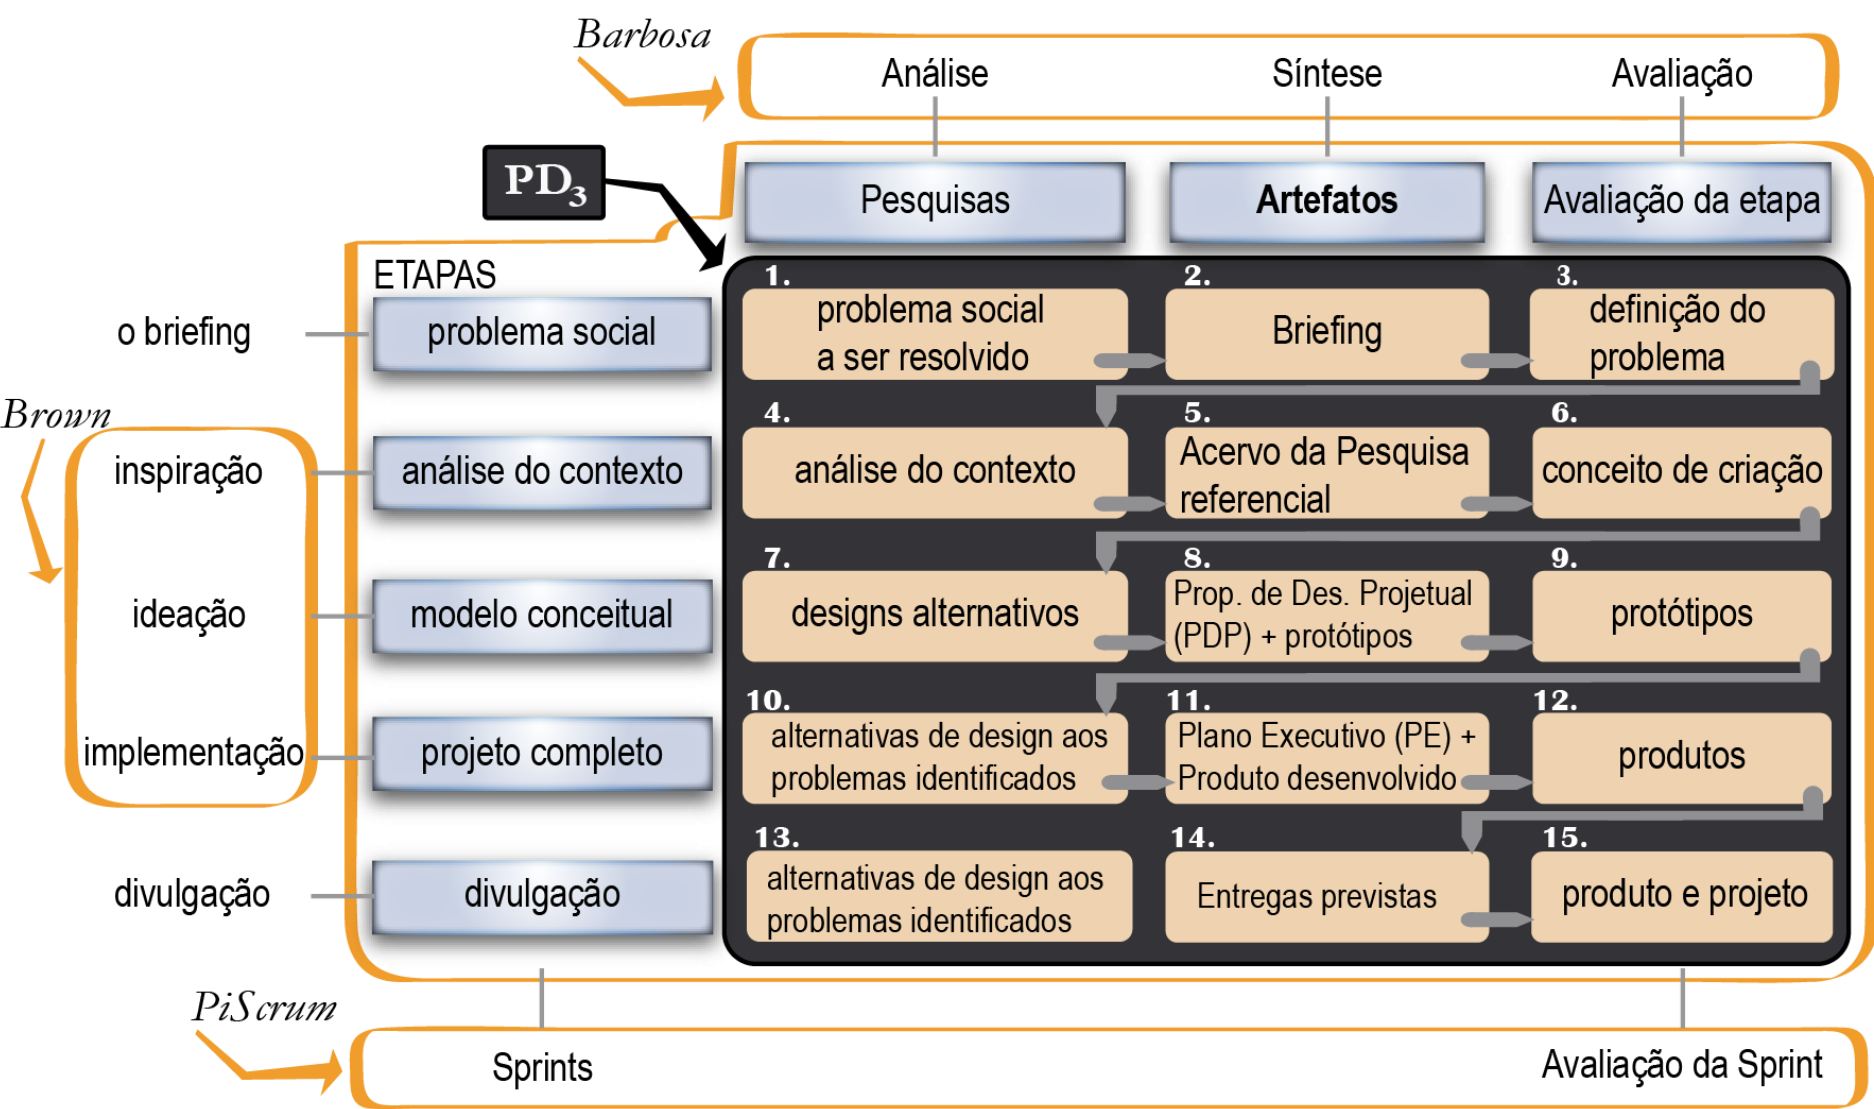 Barbosa
Análise
Síntese
Avaliação
PD3
Pesquisas
Artefatos
Avaliação da etapa
ETAPAS
o briefing
problema social
1.
problema social
a ser resolvido
2.
Briefing
3.
definição do
problema
Brown
inspiração
análise do contexto
4.
análise do contexto
5.
Acervo da Pesquisa
referencial
6.
conceito de criação
ideação
modelo conceitual
7.
designs alternativos
8.
Prop. de Des. Projetual
(PDP) + protótipos
9.
protótipos
implementação
projeto completo
10.
alternativas de design aos
problemas identificados
11.
Plano Executivo (PE) +
Produto desenvolvido
12.
produtos
divulgação
divulgação
13.
alternativas de design aos
problemas identificados
14.
Entregas previstas
15.
produto e projeto
PiScrum
Sprints
Avaliação da Sprint